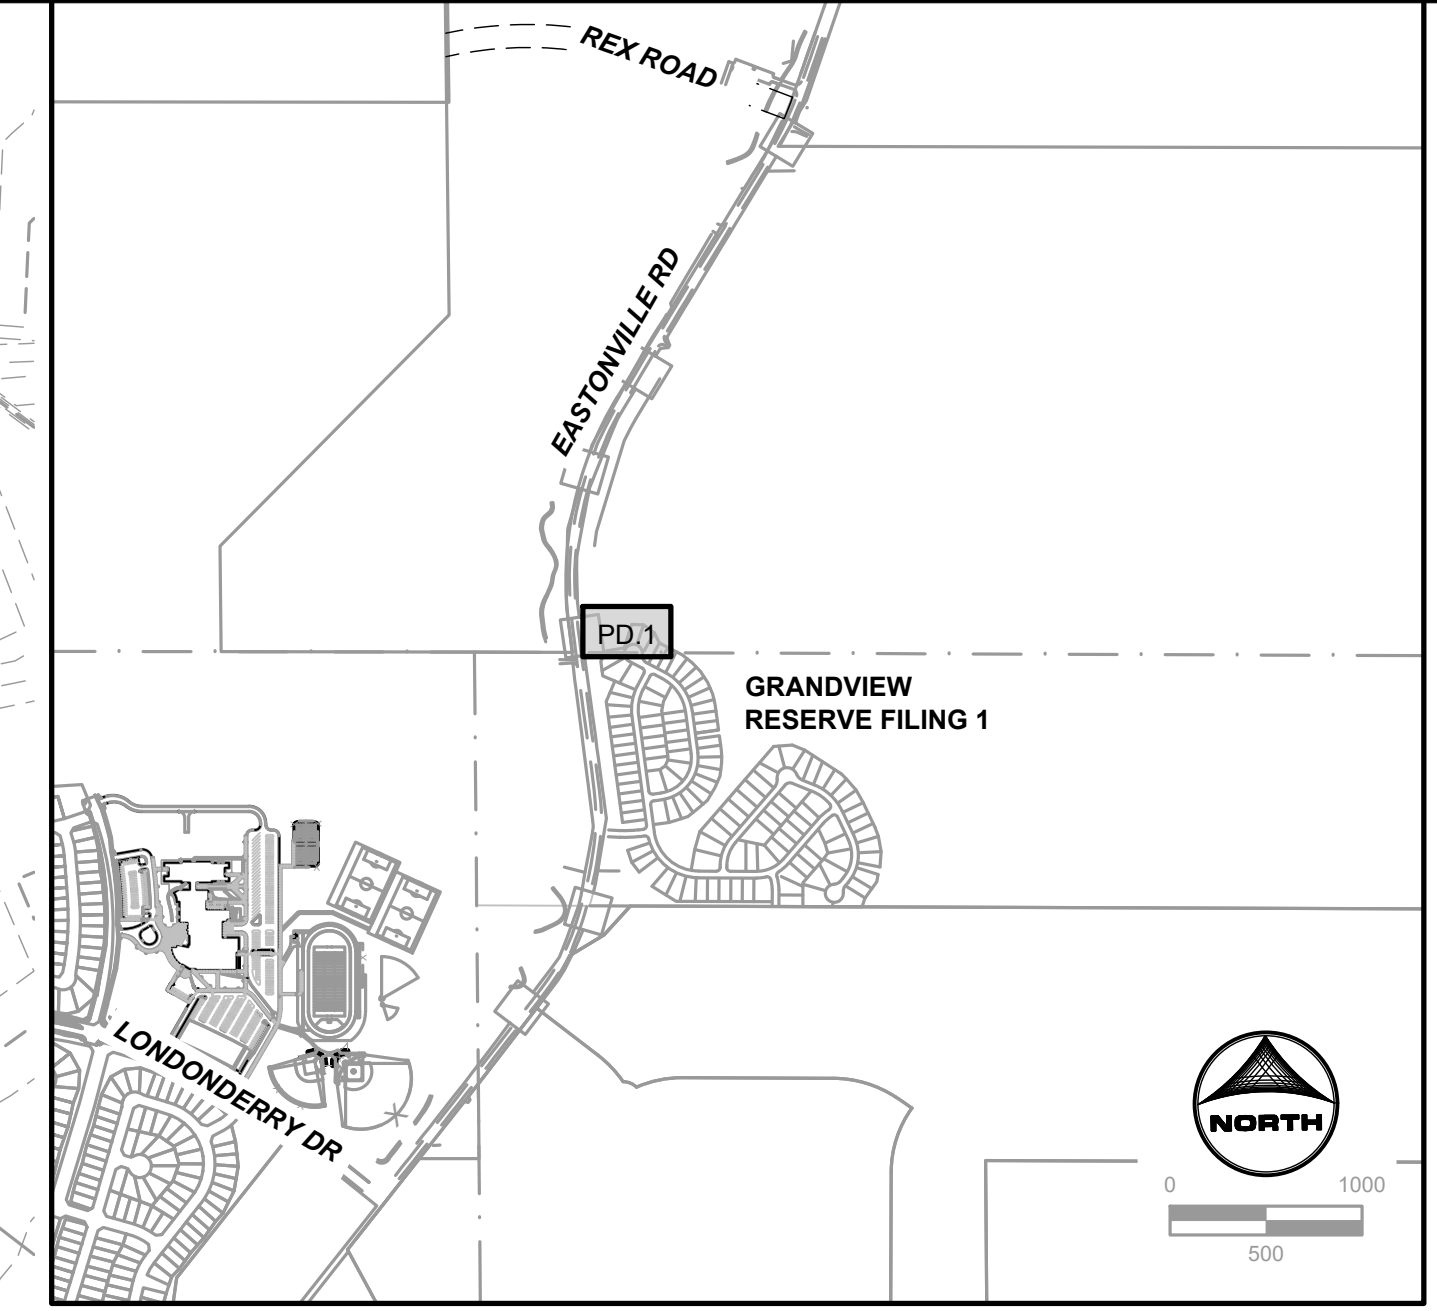 REX ROAD
EASTONVILLE RD
PD.1
GRANDVIEW
RESERVE FILING 1
LONDONDERRY DR
NORTH
0 1000
500